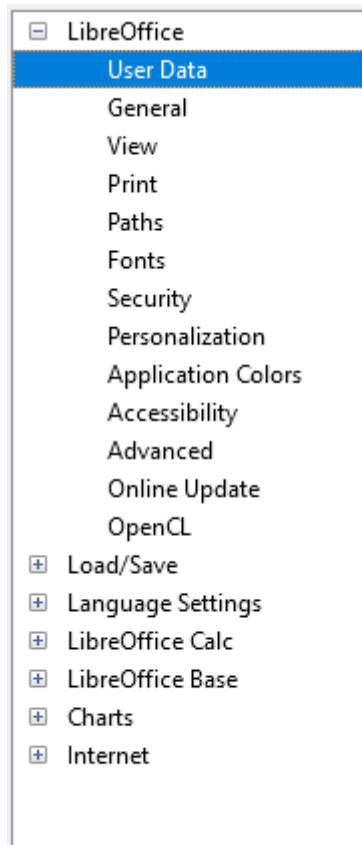 LibreOffice
User Data
General
View
Print
Paths
Fonts
Security
Personalization
Application Colors
Accessibility
Advanced
Online Update
OpenCL
Load/Save
Language Settings
LibreOffice Calc
LibreOffice Base
Charts
Internet